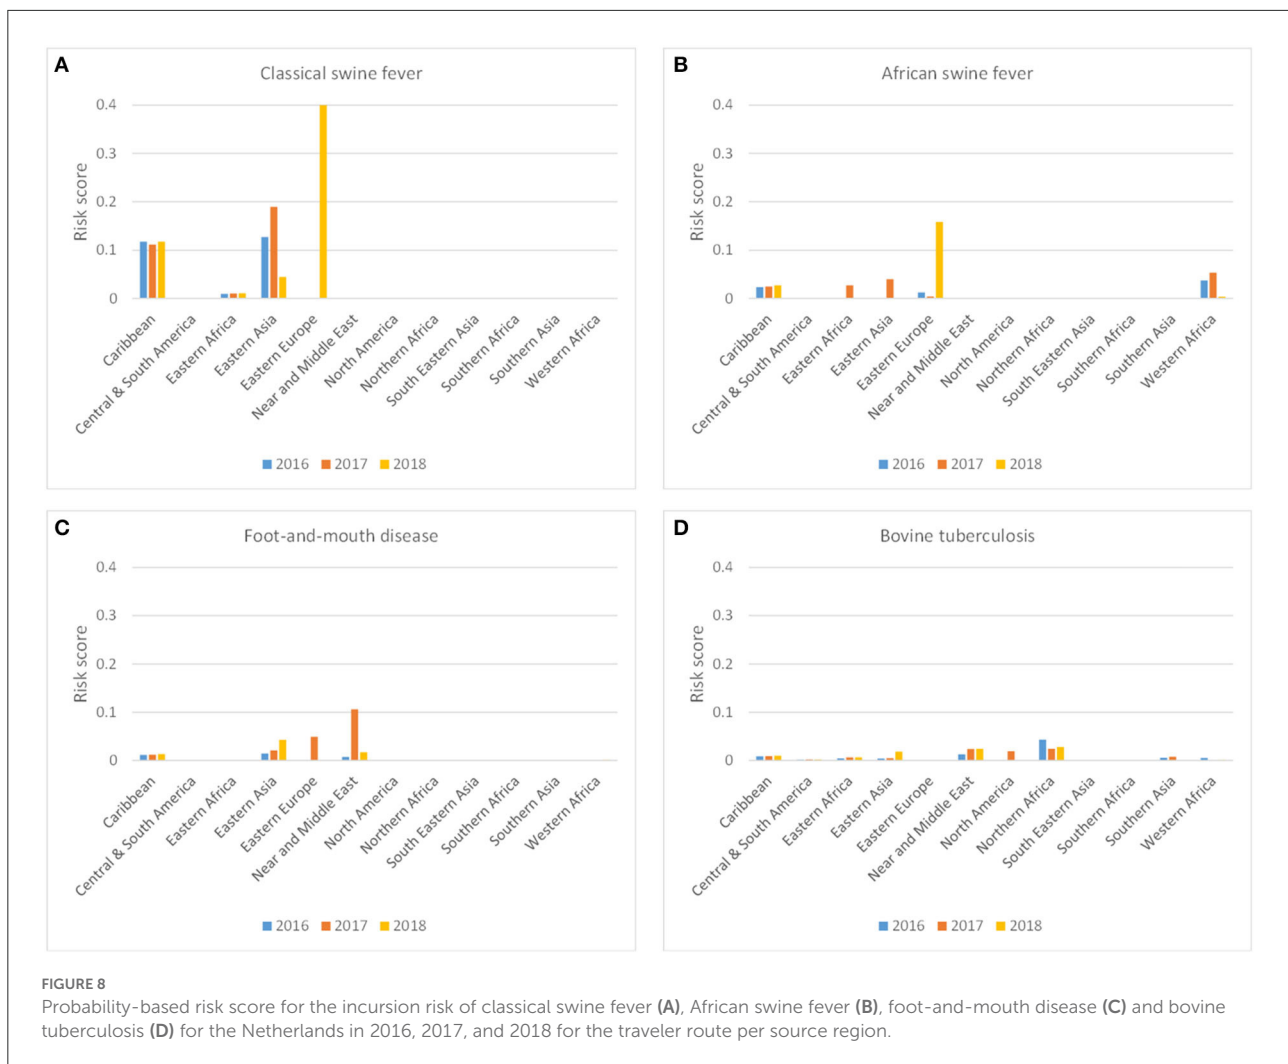 A
Classical swine fever
Risk score
0.4
0.3
0.2
0.1
0
Caribbean
Central & South America
Eastern Africa
Eastern Asia
Eastern Europe
Near and Middle East
North America
Northern Africa
South Eastern Asia
Southern Africa
Southern Asia
Western Africa
2016 2017 2018
B
African swine fever
Risk score
0.4
0.3
0.2
0.1
0
Caribbean
Central & South America
Eastern Africa
Eastern Asia
Eastern Europe
Near and Middle East
North America
Northern Africa
South Eastern Asia
Southern Africa
Southern Asia
Western Africa
2016 2017 2018
C
Foot-and-mouth disease
Risk score
0.4
0.3
0.2
0.1
0
Caribbean
Central & South America
Eastern Africa
Eastern Asia
Eastern Europe
Near and Middle East
North America
Northern Africa
South Eastern Asia
Southern Africa
Southern Asia
Western Africa
2016 2017 2018
D
Bovine tuberculosis
Risk score
0.4
0.3
0.2
0.1
0
Caribbean
Central & South America
Eastern Africa
Eastern Asia
Eastern Europe
Near and Middle East
North America
Northern Africa
South Eastern Asia
Southern Africa
Southern Asia
Western Africa
2016 2017 2018
FIGURE 8
Probability-based risk score for the incursion risk of classical swine fever (A), African swine fever (B), foot-and-mouth disease (C) and bovine
tuberculosis (D) for the Netherlands in 2016, 2017, and 2018 for the traveler route per source region.